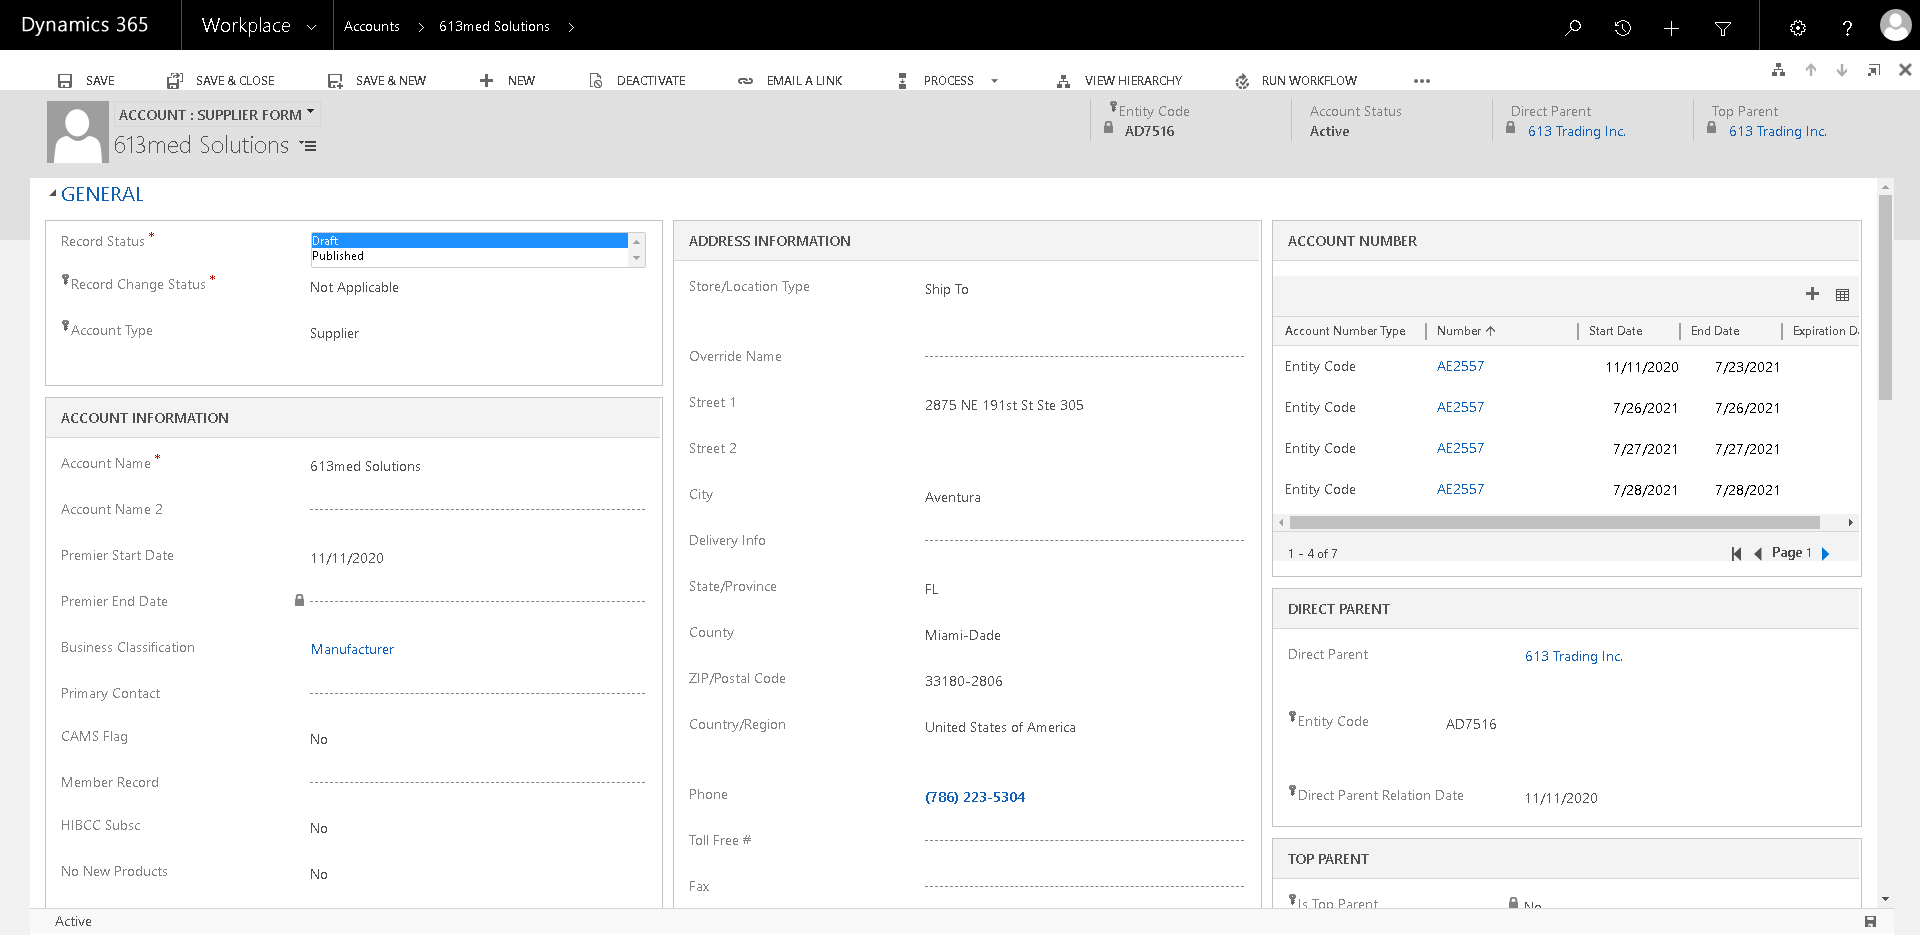 Dynamics 365
Workplace
Accounts
613med Solutions
SAVE
SAVE & CLOSE
SAVE & NEW
NEW
DEACTIVATE
EMAIL A LINK
PROCESS
VIEW HIERARCHY
RUN WORKFLOW
ACCOUNT : SUPPLIER FORM
613med Solutions
Entity Code
AD7516
Account Status
Active
Direct Parent
613 Trading Inc.
Top Parent
613 Trading Inc.
GENERAL
Record Status *
Draft
Published
Record Change Status *
Not Applicable
Account Type
Supplier
ACCOUNT INFORMATION
Account Name *
613med Solutions
Account Name 2
Premier Start Date
11/11/2020
Premier End Date
Business Classification
Manufacturer
Primary Contact
CAMS Flag
No
Member Record
HIBCC Subsc
No
No New Products
No
ADDRESS INFORMATION
Store/Location Type
Ship To
Override Name
Street 1
2875 NE 191st St Ste 305
Street 2
City
Aventura
Delivery Info
State/Province
FL
County
Miami-Dade
ZIP/Postal Code
33180-2806
Country/Region
United States of America
Phone
(786) 223-5304
Toll Free #
Fax
ACCOUNT NUMBER
Account Number Type Number Start Date End Date Expiration D
Entity Code AE2557 11/11/2020 7/23/2021
Entity Code AE2557 7/26/2021 7/26/2021
Entity Code AE2557 7/27/2021 7/27/2021
Entity Code AE2557 7/28/2021 7/28/2021
1 - 4 of 7
Page 1
DIRECT PARENT
Direct Parent
613 Trading Inc.
Entity Code
AD7516
Direct Parent Relation Date
11/11/2020
TOP PARENT
Is Top Parent
No
Active